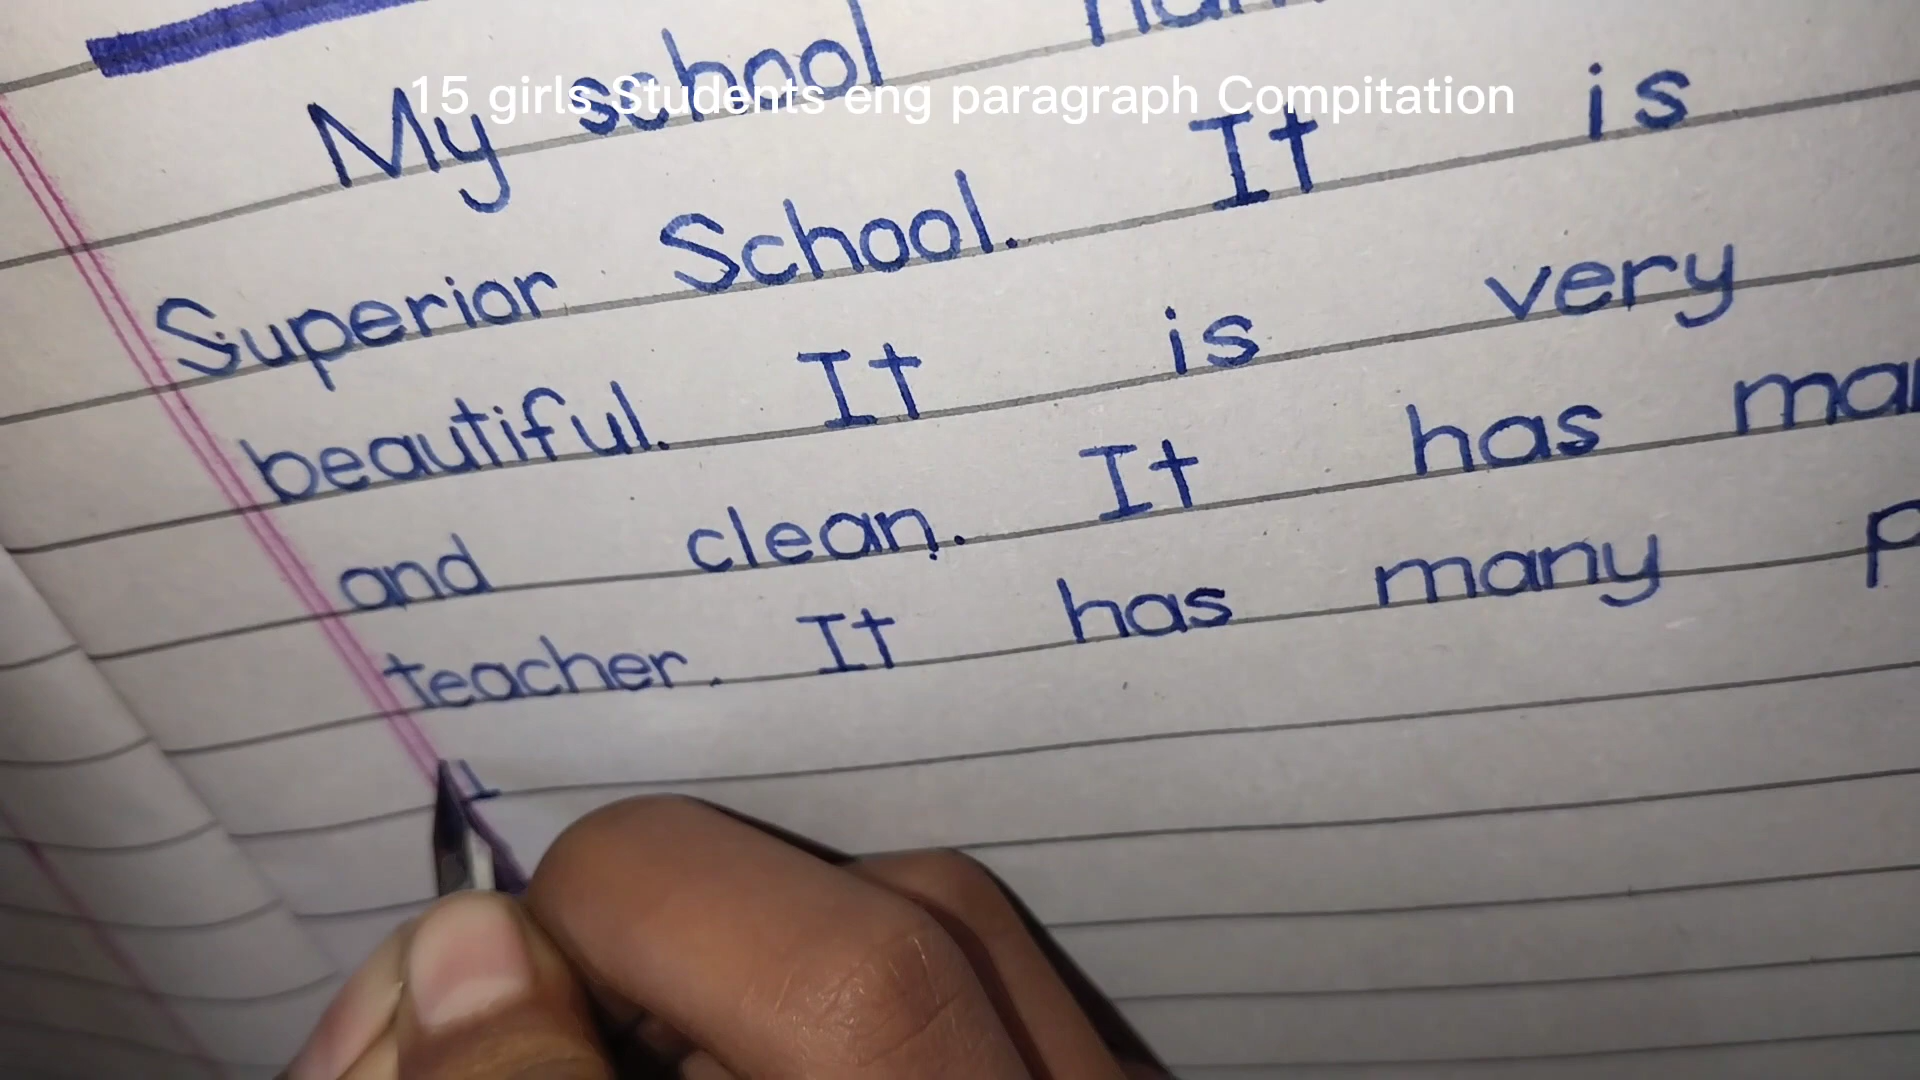 15 girls Students eng paragraph Compitation
My school
Superior School. It is
beautiful. It is very
and clean. It has
teacher. It has many